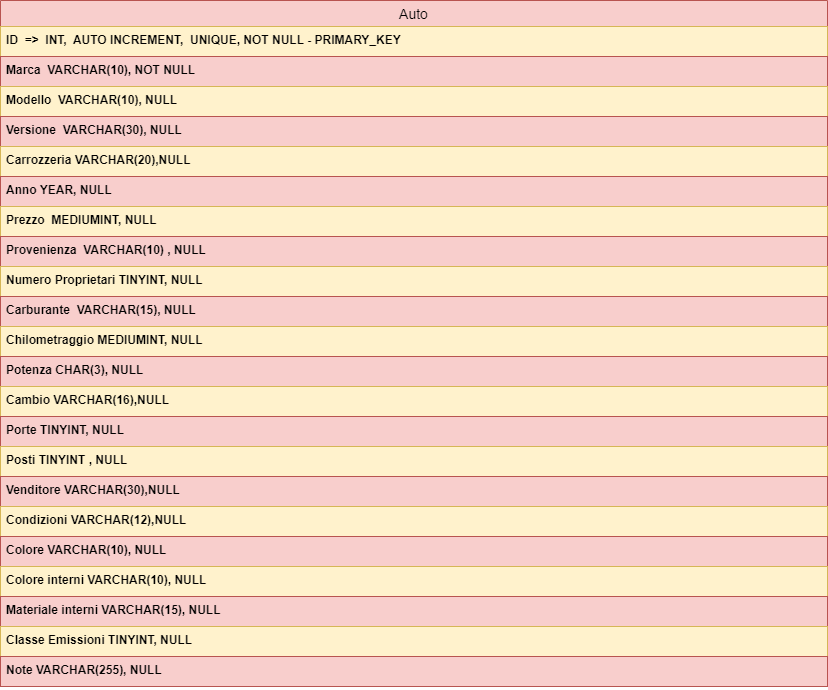 Auto
ID => INT, AUTO INCREMENT, UNIQUE, NOT NULL - PRIMARY_KEY
Marca VARCHAR(10), NOT NULL
Modello VARCHAR(10), NULL
Versione VARCHAR(30), NULL
Carrozzeria VARCHAR(20),NULL
Anno YEAR, NULL
Prezzo MEDIUMINT, NULL
Provenienza VARCHAR(10) , NULL
Numero Proprietari TINYINT, NULL
Carburante VARCHAR(15), NULL
Chilometraggio MEDIUMINT, NULL
Potenza CHAR(3), NULL
Cambio VARCHAR(16),NULL
Porte TINYINT, NULL
Posti TINYINT , NULL
Venditore VARCHAR(30),NULL
Condizioni VARCHAR(12),NULL
Colore VARCHAR(10), NULL
Colore interni VARCHAR(10), NULL
Materiale interni VARCHAR(15), NULL
Classe Emissioni TINYINT, NULL
Note VARCHAR(255), NULL